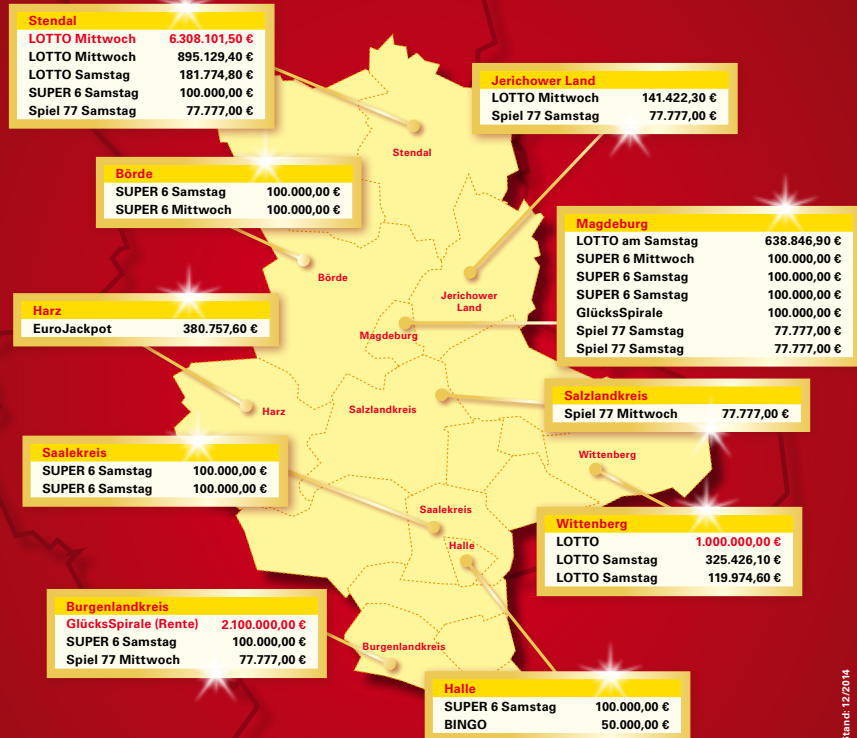 Stendal
LOTTO Mittwoch 6.308.101,50 €
LOTTO Mittwoch 895.129,40 €
LOTTO Samstag 181.774,80 €
SUPER 6 Samstag 100.000,00 €
Spiel 77 Samstag 77.777,00 €
Jerichower Land
LOTTO Mittwoch 141.422,30 €
Spiel 77 Samstag 77.777,00 €
Stendal
Börde
SUPER 6 Samstag 100.000,00 €
SUPER 6 Mittwoch 100.000,00 €
Magdeburg
LOTTO am Samstag 638.846,90 €
SUPER 6 Mittwoch 100.000,00 €
SUPER 6 Samstag 100.000,00 €
SUPER 6 Samstag 100.000,00 €
GlücksSpirale 100.000,00 €
Spiel 77 Samstag 77.777,00 €
Spiel 77 Samstag 77.777,00 €
Börde
Jerichower
Land
Harz
EuroJackpot 380.757,60 €
Magdeburg
Salzlandkreis
Spiel 77 Mittwoch 77.777,00 €
Harz
Salzlandkreis
Saalekreis
SUPER 6 Samstag 100.000,00 €
SUPER 6 Samstag 100.000,00 €
Wittenberg
Saalekreis
Halle
Wittenberg
LOTTO 1.000.000,00 €
LOTTO Samstag 325.426,10 €
LOTTO Samstag 119.974,60 €
Burgenlandkreis
GlücksSpirale (Rente) 2.100.000,00 €
SUPER 6 Samstag 100.000,00 €
Spiel 77 Mittwoch 77.777,00 €
Burgenlandkreis
Halle
SUPER 6 Samstag 100.000,00 €
BINGO 50.000,00 €
Stand: 12/2014